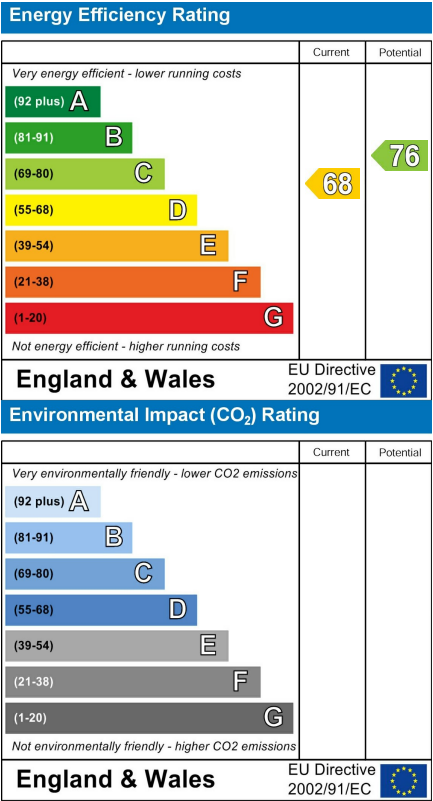 Energy Efficiency Rating
Current Potential
Very energy efficient - lower running costs
(92 plus) A
(81-91) B
(69-80) C
(55-68) D
(39-54) E
(21-38) F
(1-20) G
68
76
Not energy efficient - higher running costs
England & Wales
EU Directive
2002/91/EC
Environmental Impact (CO₂) Rating
Current Potential
Very environmentally friendly - lower CO2 emissions
(92 plus) A
(81-91) B
(69-80) C
(55-68) D
(39-54) E
(21-38) F
(1-20) G
Not environmentally friendly - higher CO2 emissions
England & Wales
EU Directive
2002/91/EC